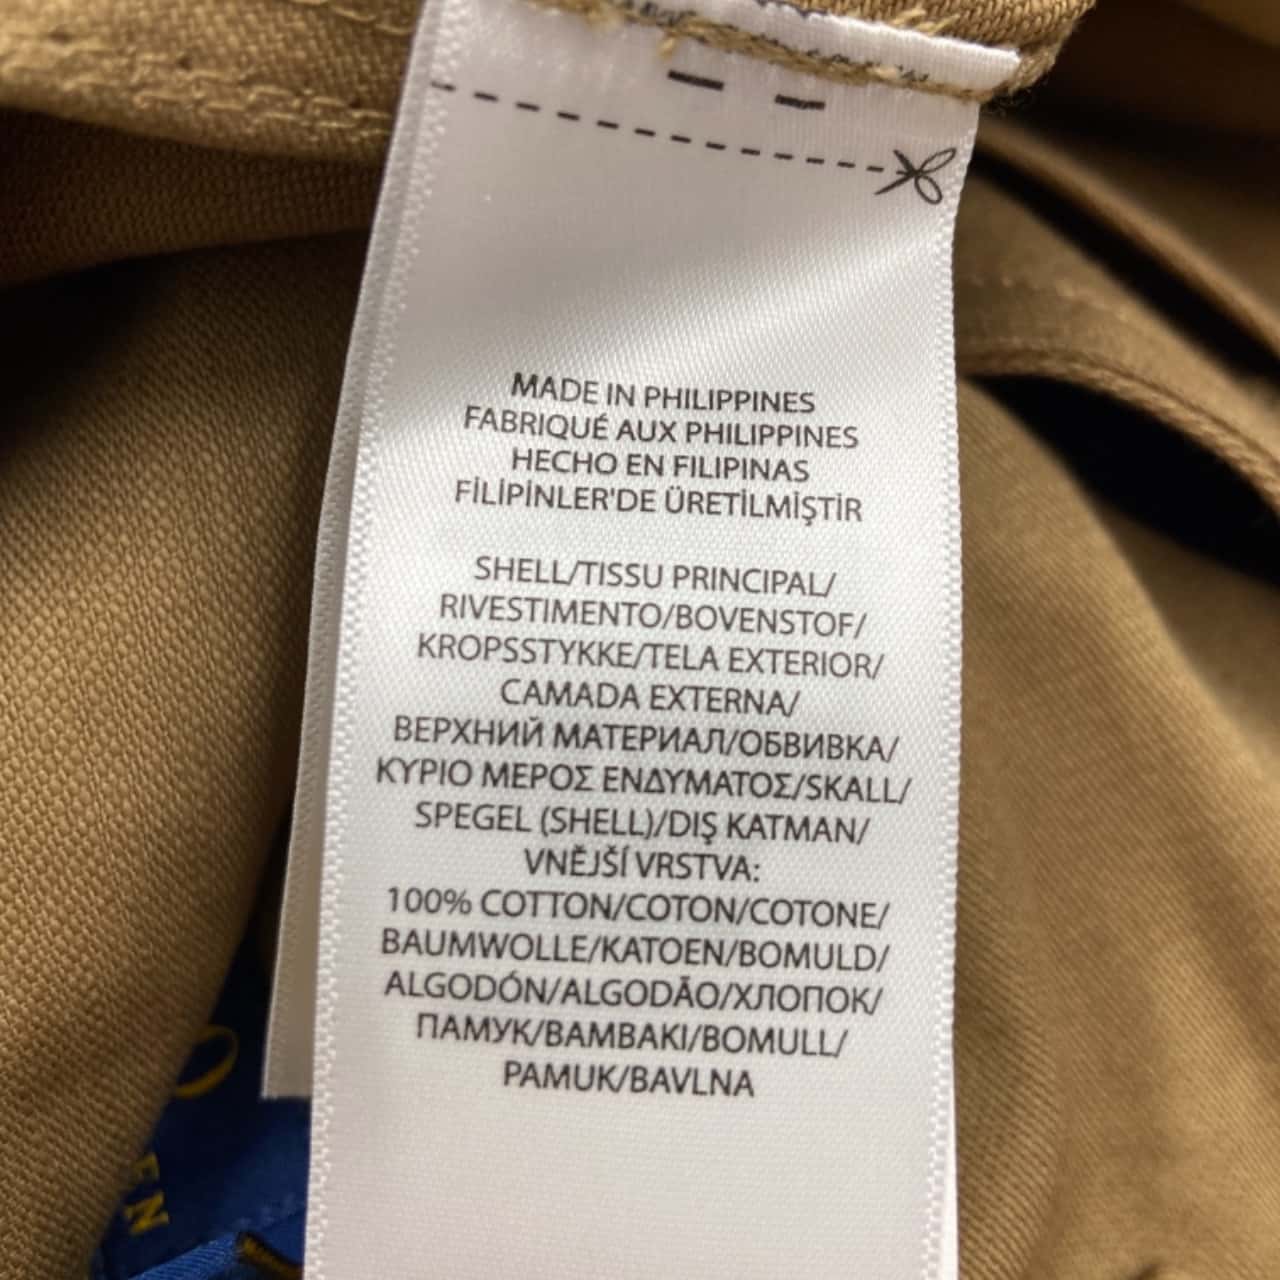 MADE IN PHILIPPINES
FABRIQUÉ AUX PHILIPPINES
HECHO EN FILIPINAS
FİLİPİNLER'DE ÜRETİLMİŞTİR
SHELL/TISSU PRINCIPAL/
RIVESTIMENTO/BOVENSTOF/
KROPSSTYKKE/TELA EXTERIOR/
CAMADA EXTERNA/
ВЕРХНИЙ МАТЕРИАЛ/ОБВИВКА/
ΚΥΡΙΟ ΜΕΡΟΣ ΕΝΔΥΜΑΤΟΣ/SKALL/
SPEGEL (SHELL)/DIŞ KATMAN/
VNĚJŠÍ VRSTVA:
100% COTTON/COTON/COTONE/
BAUMWOLLE/KATOEN/BOMULD/
ALGODÓN/ALGODÃO/ХЛОПОК/
ПАМУК/ΒΑΜΒΑΚΙ/BOMULL/
PAMUK/BAVLNA